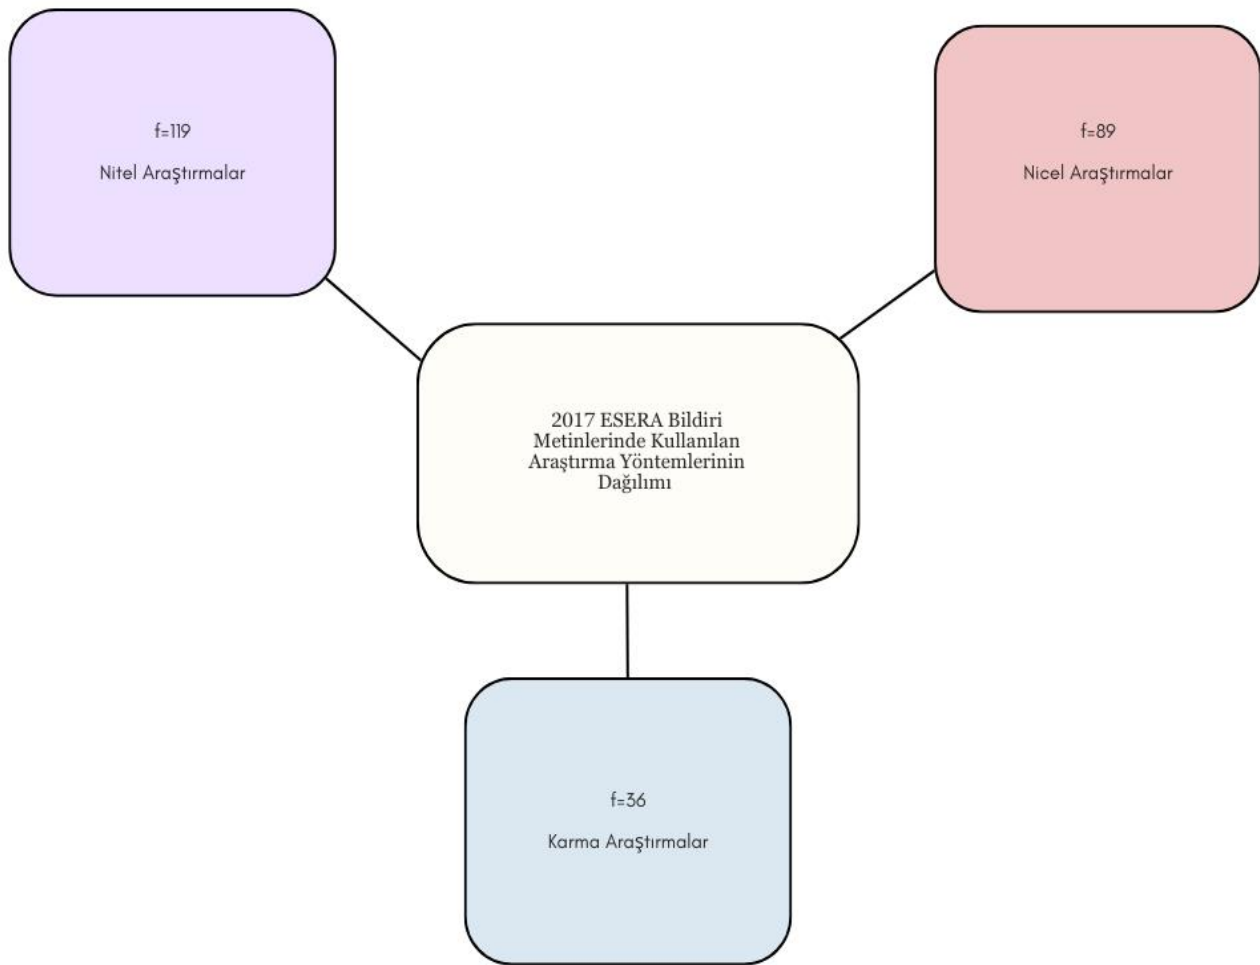 f=119
Nitel Araştırmalar
f=89
Nicel Araştırmalar
2017 ESERA Bildiri
Metinlerinde Kullanılan
Araştırma Yöntemlerinin
Dağılımı
f=36
Karma Araştırmalar